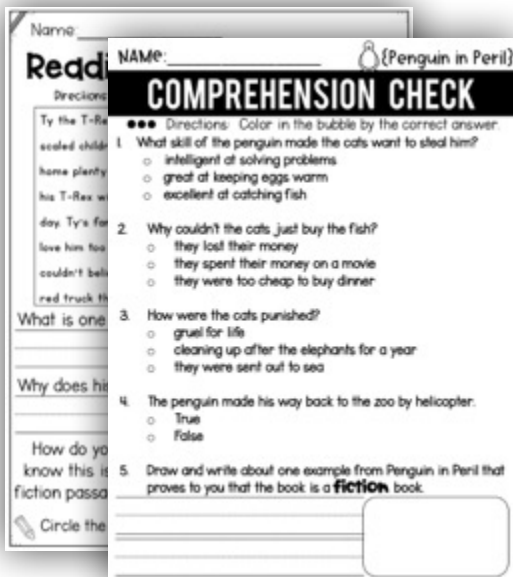 Name:
Readi
Directions
Ty the T-Re
scaled childr
home plenty
his T-Rex w
day. Ty's far
love him too
couldn't beli
red truck th
What is one
Why does his
How do yo
know this is
fiction passa
Circle the
NAMe:
{Penguin in Peril}
COMPREHENSION CHECK
Directions: Color in the bubble by the correct answer.
1. What skill of the penguin made the cats want to steal him?
intelligent at solving problems
great at keeping eggs warm
excellent at catching fish
2. Why couldn't the cats just buy the fish?
they lost their money
they spent their money on a movie
they were too cheap to buy dinner
3. How were the cats punished?
gruel for life
cleaning up after the elephants for a year
they were sent out to sea
4. The penguin made his way back to the zoo by helicopter.
True
False
5. Draw and write about one example from Penguin in Peril that
proves to you that the book is a fiction book.